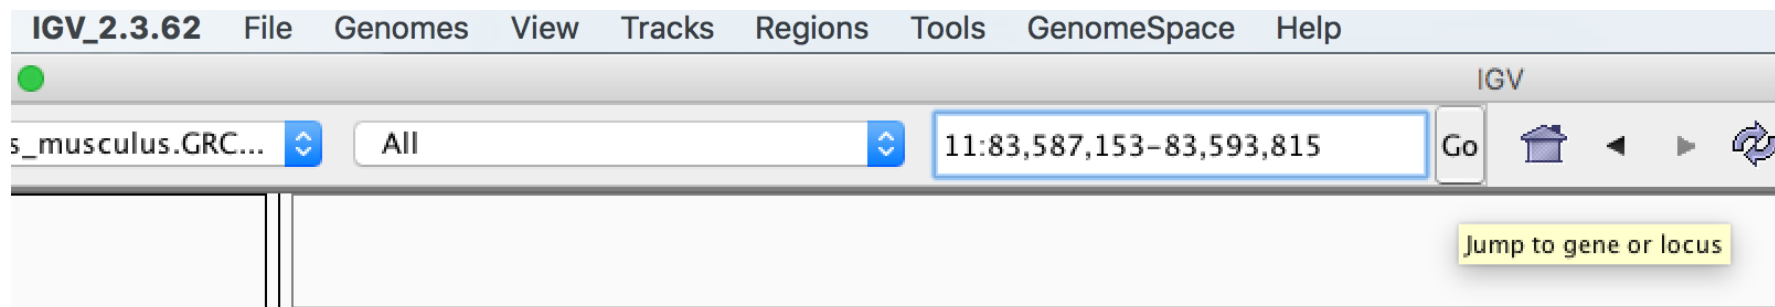 IGV_2.3.62 File Genomes View Tracks Regions Tools GenomeSpace Help
IGV
s_musculus.GRC... All 11:83,587,153-83,593,815 Go
Jump to gene or locus